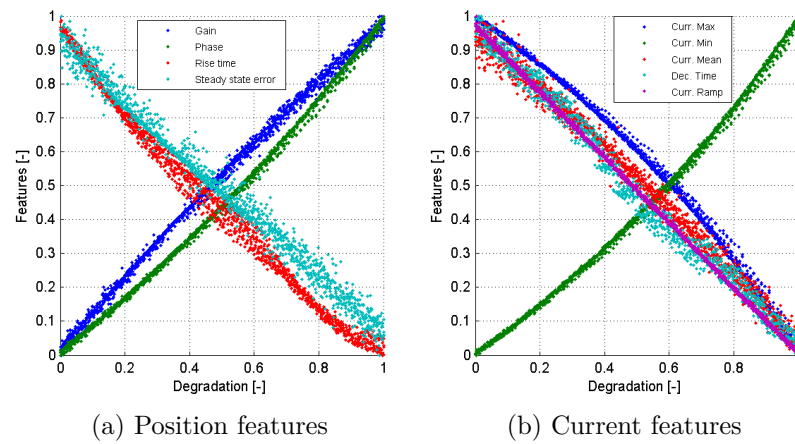 1
0.9
0.8
0.7
0.6
0.5
0.4
0.3
0.2
0.1
0
Features [-]
Gain
Phase
Rise time
Steady state error
0 0.2 0.4 0.6 0.8 1
Degradation [-]
(a) Position features
1
0.9
0.8
0.7
0.6
0.5
0.4
0.3
0.2
0.1
0
Features [-]
Curr. Max
Curr. Min
Curr. Mean
Dec. Time
Curr. Ramp
0 0.2 0.4 0.6 0.8
Degradation [-]
(b) Current features